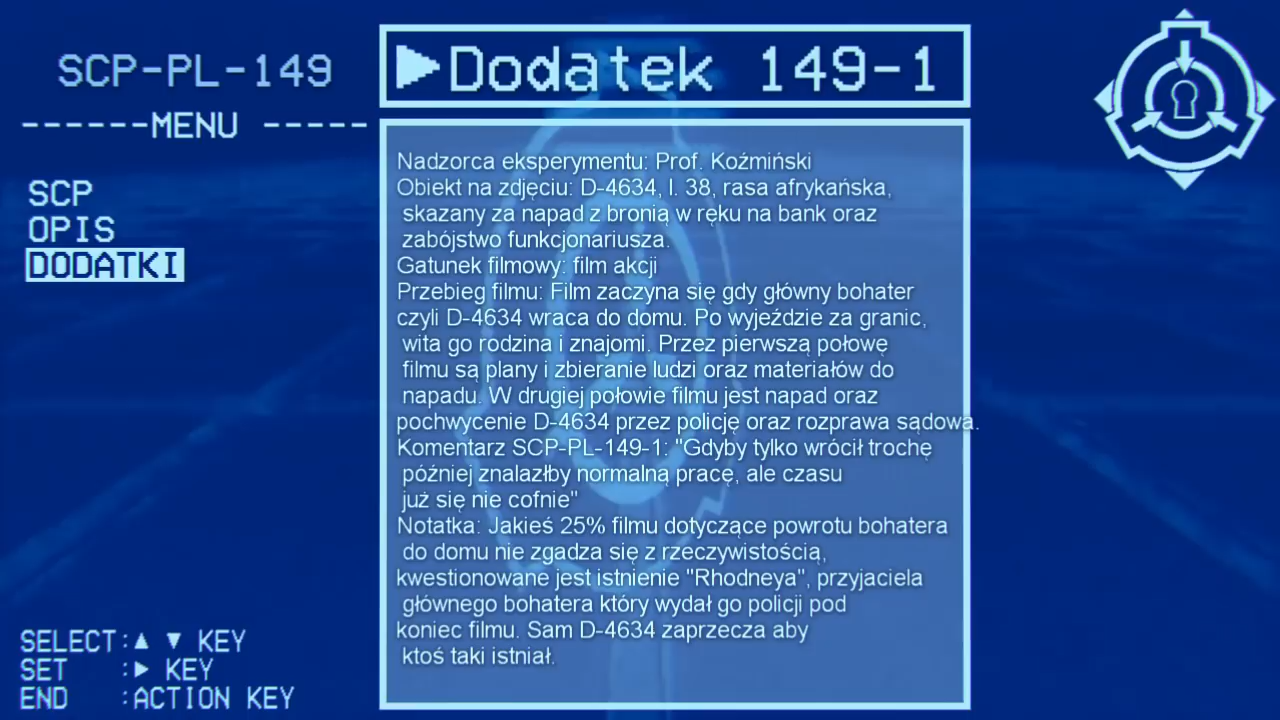 SCP-PL-149
------MENU -----
SCP
OPIS
DODATKI
►Dodatek 149-1
Nadzorca eksperymentu: Prof. Koźmiński
Obiekt na zdjęciu: D-4634, l. 38, rasa afrykańska,
skazany za napad z bronią w ręku na bank oraz
zabójstwo funkcjonariusza.
Gatunek filmowy: film akcji
Przebieg filmu: Film zaczyna się gdy główny bohater
czyli D-4634 wraca do domu. Po wyjeździe za granic,
wita go rodzina i znajomi. Przez pierwszą połowę
filmu są plany i zbieranie ludzi oraz materiałów do
napadu. W drugiej połowie filmu jest napad oraz
pochwycenie D-4634 przez policję oraz rozprawa sądowa.
Komentarz SCP-PL-149-1: "Gdyby tylko wrócił trochę
później znalazłby normalną pracę, ale czasu
już się nie cofnie"
Notatka: Jakieś 25% filmu dotyczące powrotu bohatera
do domu nie zgadza się z rzeczywistością,
kwestionowane jest istnienie "Rhodneya", przyjaciela
głównego bohatera który wydał go policji pod
koniec filmu. Sam D-4634 zaprzecza aby
ktoś taki istniał.
SELECT:▲ ▼ KEY
SET :► KEY
END :ACTION KEY